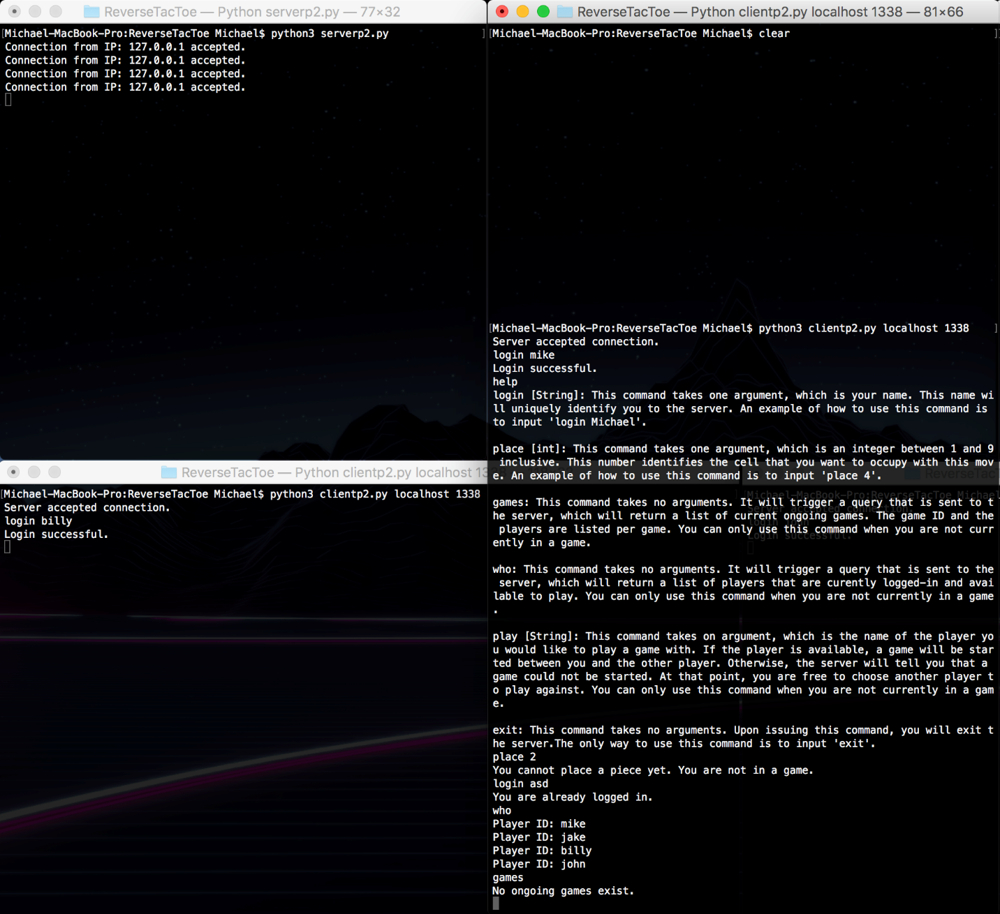 ReverseTacToe — Python serverp2.py — 77×32
[Michael-MacBook-Pro:ReverseTacToe Michael$ python3 serverp2.py ]
Connection from IP: 127.0.0.1 accepted.
Connection from IP: 127.0.0.1 accepted.
Connection from IP: 127.0.0.1 accepted.
Connection from IP: 127.0.0.1 accepted.
ReverseTacToe — Python clientp2.py localhost 13
[Michael-MacBook-Pro:ReverseTacToe Michael$ python3 clientp2.py localhost 1338
Server accepted connection.
login billy
Login successful.
ReverseTacToe — Python clientp2.py localhost 1338 — 81×66
[Michael-MacBook-Pro:ReverseTacToe Michael$ clear ]
[Michael-MacBook-Pro:ReverseTacToe Michael$ python3 clientp2.py localhost 1338 ]
Server accepted connection.
login mike
Login successful.
help
login [String]: This command takes one argument, which is your name. This name wi
ll uniquely identify you to the server. An example of how to use this command is
to input 'login Michael'.
place [int]: This command takes one argument, which is an integer between 1 and 9
inclusive. This number identifies the cell that you want to occupy with this mov
e. An example of how to use this command is to input 'place 4'.
games: This command takes no arguments. It will trigger a query that is sent to t
he server, which will return a list of current ongoing games. The game ID and the
players are listed per game. You can only use this command when you are not curr
ently in a game.
who: This command takes no arguments. It will trigger a query that is sent to the
server, which will return a list of players that are curently logged-in and avai
lable to play. You can only use this command when you are not currently in a game
.
play [String]: This command takes on argument, which is the name of the player yo
u would like to play a game with. If the player is available, a game will be star
ted between you and the other player. Otherwise, the server will tell you that a
game could not be started. At that point, you are free to choose another player t
o play against. You can only use this command when you are not currently in a gam
e.
exit: This command takes no arguments. Upon issuing this command, you will exit t
he server.The only way to use this command is to input 'exit'.
place 2
You cannot place a piece yet. You are not in a game.
login asd
You are already logged in.
who
Player ID: mike
Player ID: jake
Player ID: billy
Player ID: john
games
No ongoing games exist.
ReverseTacT
Michael-MacBook-Pro:ReverseTacToe Michael
Server accepted connection.
login john
Login successful.